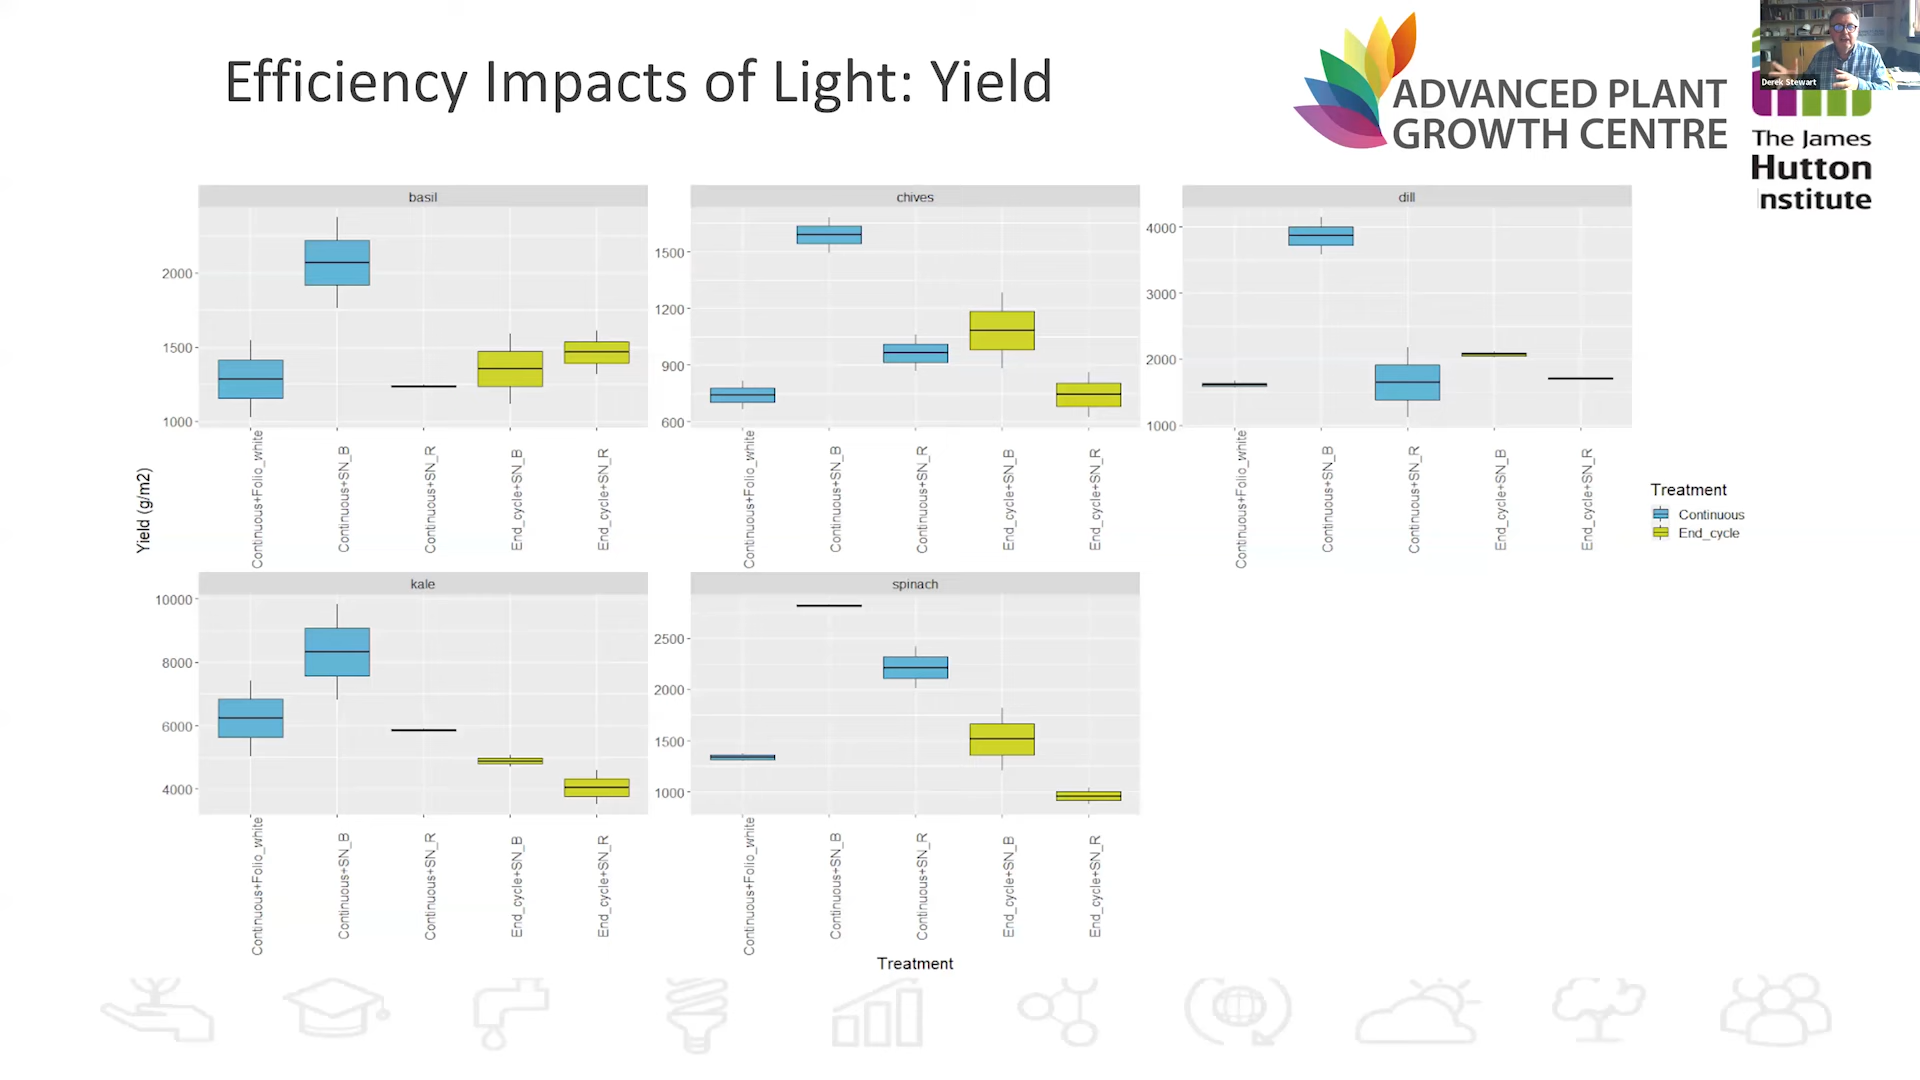 Efficiency Impacts of Light: Yield
ADVANCED PLANT
GROWTH CENTRE
Derek Stewart
The James
Hutton
Institute
basil
2000
1500
1000
Continuous+Folio_white
Continuous+SN_B
Continuous+SN_R
End_cycle+SN_B
End_cycle+SN_R
chives
1500
1200
900
600
Continuous+Folio_white
Continuous+SN_B
Continuous+SN_R
End_cycle+SN_B
End_cycle+SN_R
dill
4000
3000
2000
1000
Continuous+Folio_white
Continuous+SN_B
Continuous+SN_R
End_cycle+SN_B
End_cycle+SN_R
Yield (g/m2)
Treatment
Continuous
End_cycle
kale
10000
8000
6000
4000
Continuous+Folio_white
Continuous+SN_B
Continuous+SN_R
End_cycle+SN_B
End_cycle+SN_R
spinach
2500
2000
1500
1000
Continuous+Folio_white
Continuous+SN_B
Continuous+SN_R
End_cycle+SN_B
End_cycle+SN_R
Treatment